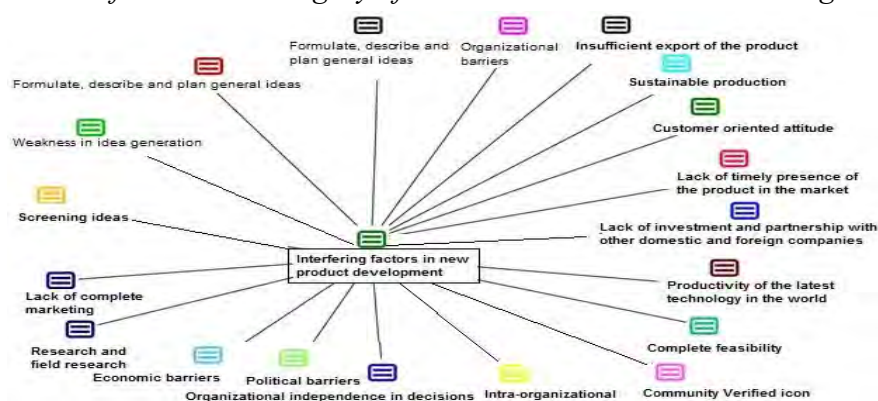 Formulate, describe and
plan general ideas
Organizational
barriers
Insufficient export of the product
Formulate, describe and plan general ideas
Sustainable production
Customer oriented attitude
Weakness in idea generation
Lack of timely presence of
the product in the market
Screening ideas
Lack of investment and partnership with
other domestic and foreign companies
Interfering factors in new
product development
Productivity of the latest
technology in the world
Lack of complete
marketing
Complete feasibility
Research and
field research
Economic barriers
Political barriers
Organizational independence in decisions
Intra-organizational
Community Verified icon